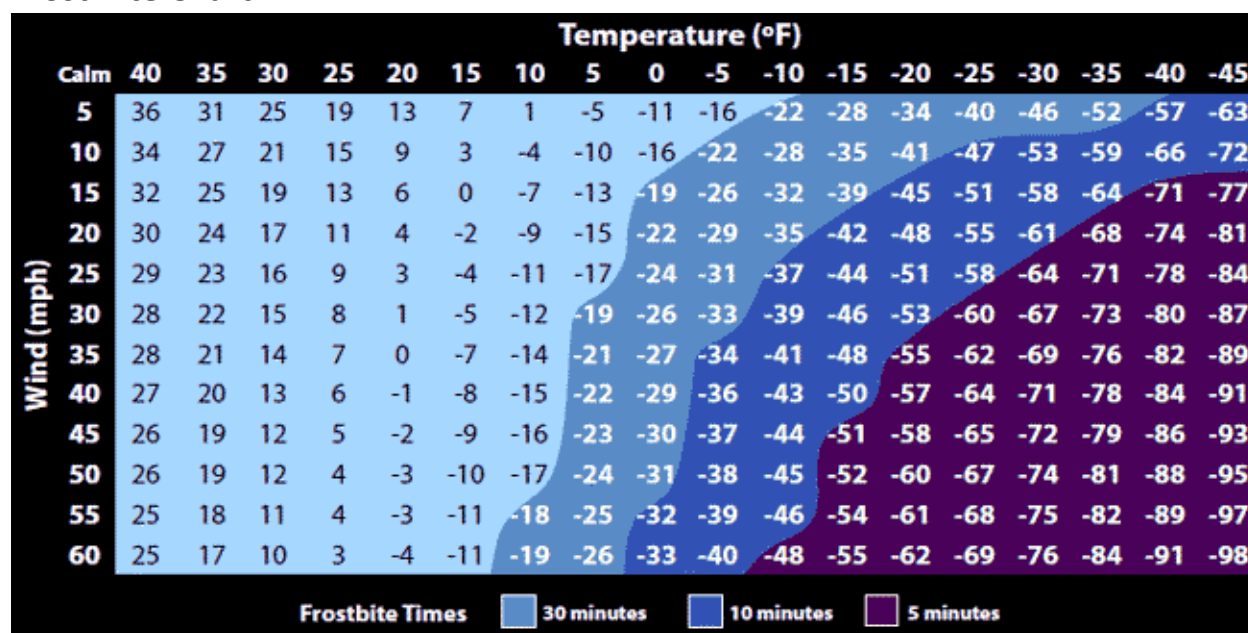 Temperature (ºF)
Calm 40 35 30 25 20 15 10 5 0 -5 -10 -15 -20 -25 -30 -35 -40 -45
5 36 31 25 19 13 7 1 -5 -11 -16 -22 -28 -34 -40 -46 -52 -57 -63
10 34 27 21 15 9 3 -4 -10 -16 -22 -28 -35 -41 -47 -53 -59 -66 -72
15 32 25 19 13 6 0 -7 -13 -19 -26 -32 -39 -45 -51 -58 -64 -71 -77
20 30 24 17 11 4 -2 -9 -15 -22 -29 -35 -42 -48 -55 -61 -68 -74 -81
25 29 23 16 9 3 -4 -11 -17 -24 -31 -37 -44 -51 -58 -64 -71 -78 -84
30 28 22 15 8 1 -5 -12 -19 -26 -33 -39 -46 -53 -60 -67 -73 -80 -87
35 28 21 14 7 0 -7 -14 -21 -27 -34 -41 -48 -55 -62 -69 -76 -82 -89
40 27 20 13 6 -1 -8 -15 -22 -29 -36 -43 -50 -57 -64 -71 -78 -84 -91
45 26 19 12 5 -2 -9 -16 -23 -30 -37 -44 -51 -58 -65 -72 -79 -86 -93
50 26 19 12 4 -3 -10 -17 -24 -31 -38 -45 -52 -60 -67 -74 -81 -88 -95
55 25 18 11 4 -3 -11 -18 -25 -32 -39 -46 -54 -61 -68 -75 -82 -89 -97
60 25 17 10 3 -4 -11 -19 -26 -33 -40 -48 -55 -62 -69 -76 -84 -91 -98
Wind (mph)
Frostbite Times 30 minutes 10 minutes 5 minutes